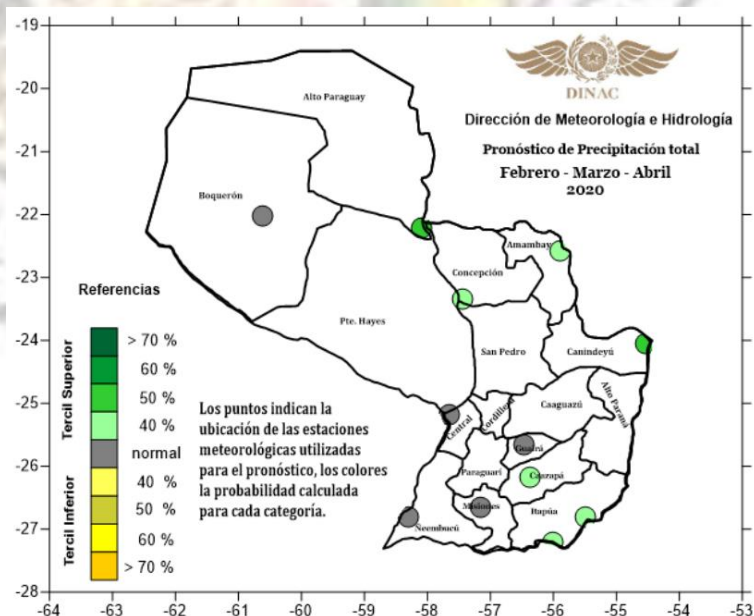 -19
-20
-21
-22
-23
-24
-25
-26
-27
-28
-64
-63
-62
-61
-60
-59
-58
-57
-56
-55
-54
-53
DINAC
Dirección de Meteorología e Hidrología
Pronóstico de Precipitación total
Febrero - Marzo - Abril
2020
Alto Paraguay
Boquerón
Amambay
Concepción
Pte. Hayes
San Pedro
Canindeyú
Alto Paraná
Caaguazú
Cordillera
Central
Guairá
Paraguarí
Caazapá
Misiones
Itapúa
Ñeembucú
Referencias
Tercil Superior
> 70 %
60 %
50 %
40 %
normal
Tercil Inferior
40 %
50 %
60 %
> 70 %
Los puntos indican la
ubicación de las estaciones
meteorológicas utilizadas
para el pronóstico, los colores
la probabilidad calculada
para cada categoría.